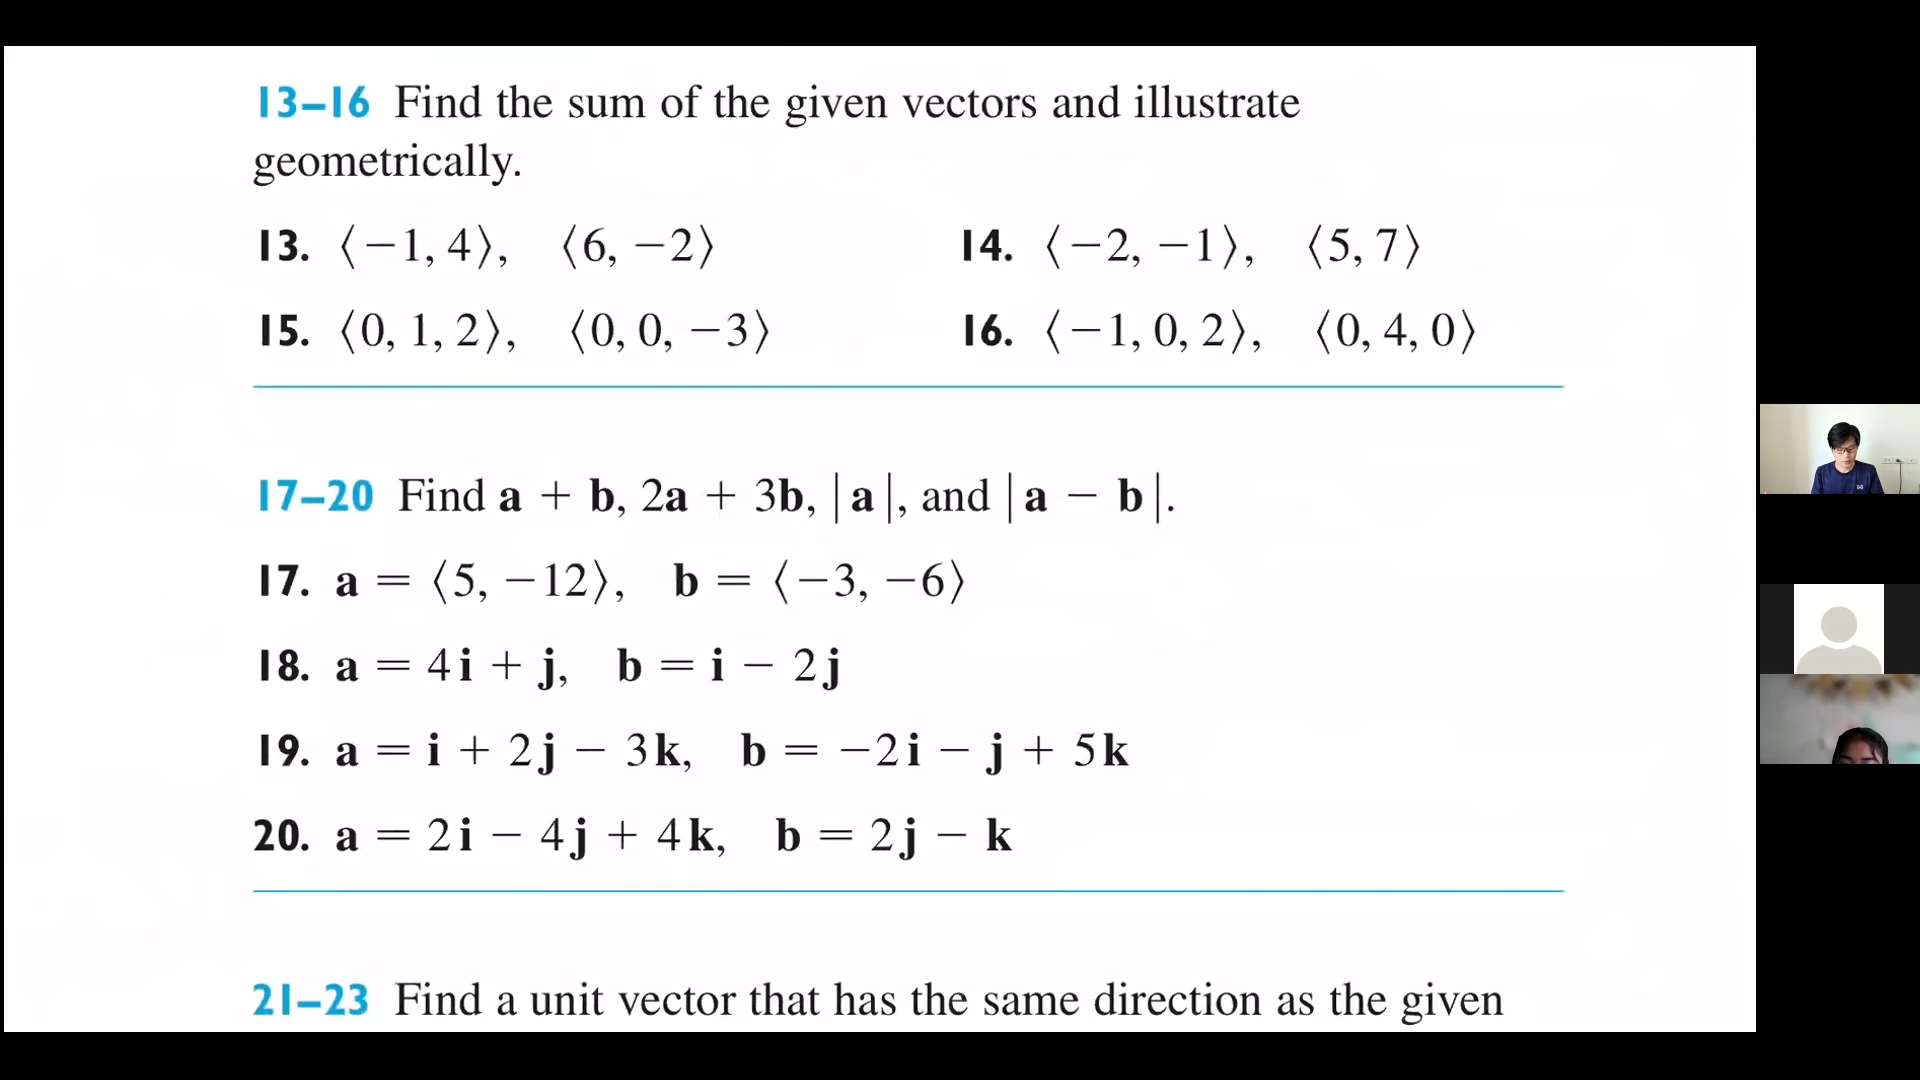 13–16 Find the sum of the given vectors and illustrate
geometrically.
13. ⟨−1, 4⟩, ⟨6, −2⟩ 14. ⟨−2, −1⟩, ⟨5, 7⟩
15. ⟨0, 1, 2⟩, ⟨0, 0, −3⟩ 16. ⟨−1, 0, 2⟩, ⟨0, 4, 0⟩
17–20 Find a + b, 2a + 3b, |a|, and |a − b|.
17. a = ⟨5, −12⟩, b = ⟨−3, −6⟩
18. a = 4i + j, b = i − 2j
19. a = i + 2j − 3k, b = −2i − j + 5k
20. a = 2i − 4j + 4k, b = 2j − k
21–23 Find a unit vector that has the same direction as the given